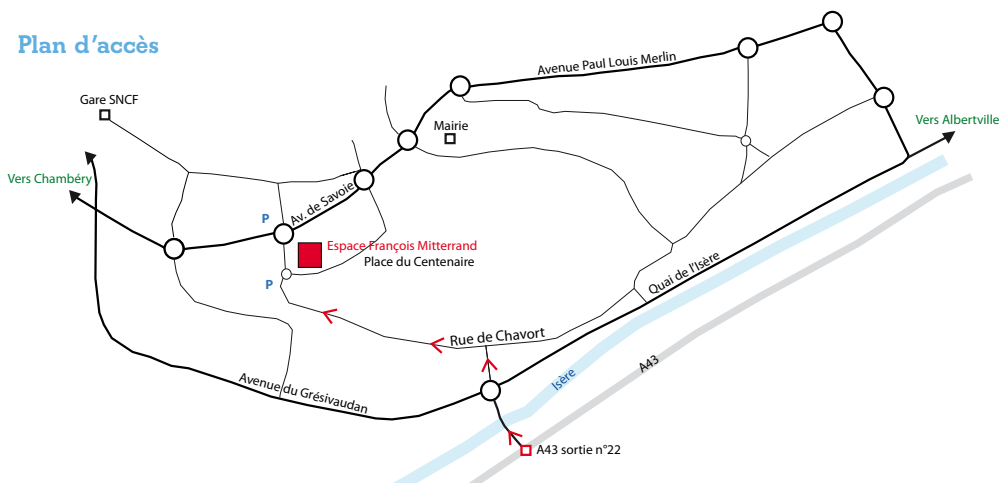 Plan d'accès
Avenue Paul Louis Merlin
Gare SNCF
Mairie
Vers Albertville
Vers Chambéry
Av. de Savoie
P
Espace François Mitterrand
Place du Centenaire
P
Quai de l'Isère
Rue de Chavort
A43
Isère
Avenue du Grésivaudan
A43 sortie n°22